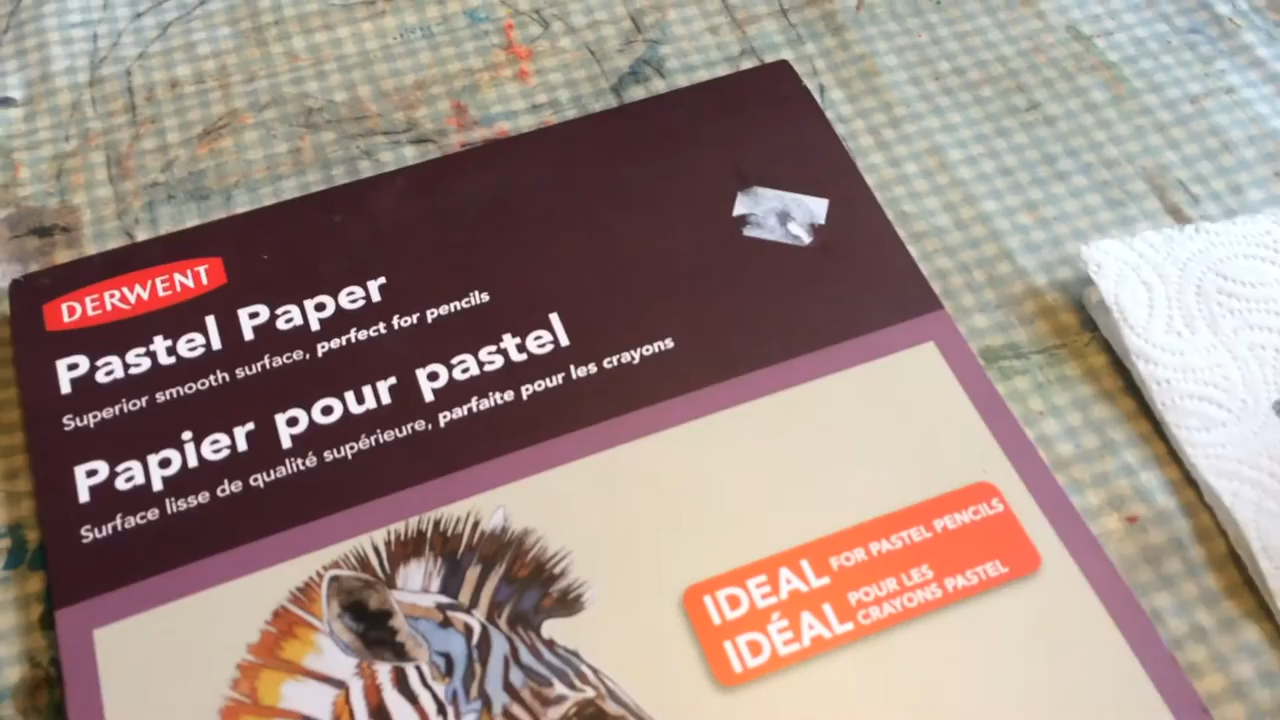 DERWENT
Pastel Paper
Superior smooth surface, perfect for pencils
Papier pour pastel
Surface lisse de qualité supérieure, parfaite pour les crayons
IDEAL FOR PASTEL PENCILS
IDÉAL POUR LES CRAYONS PASTEL